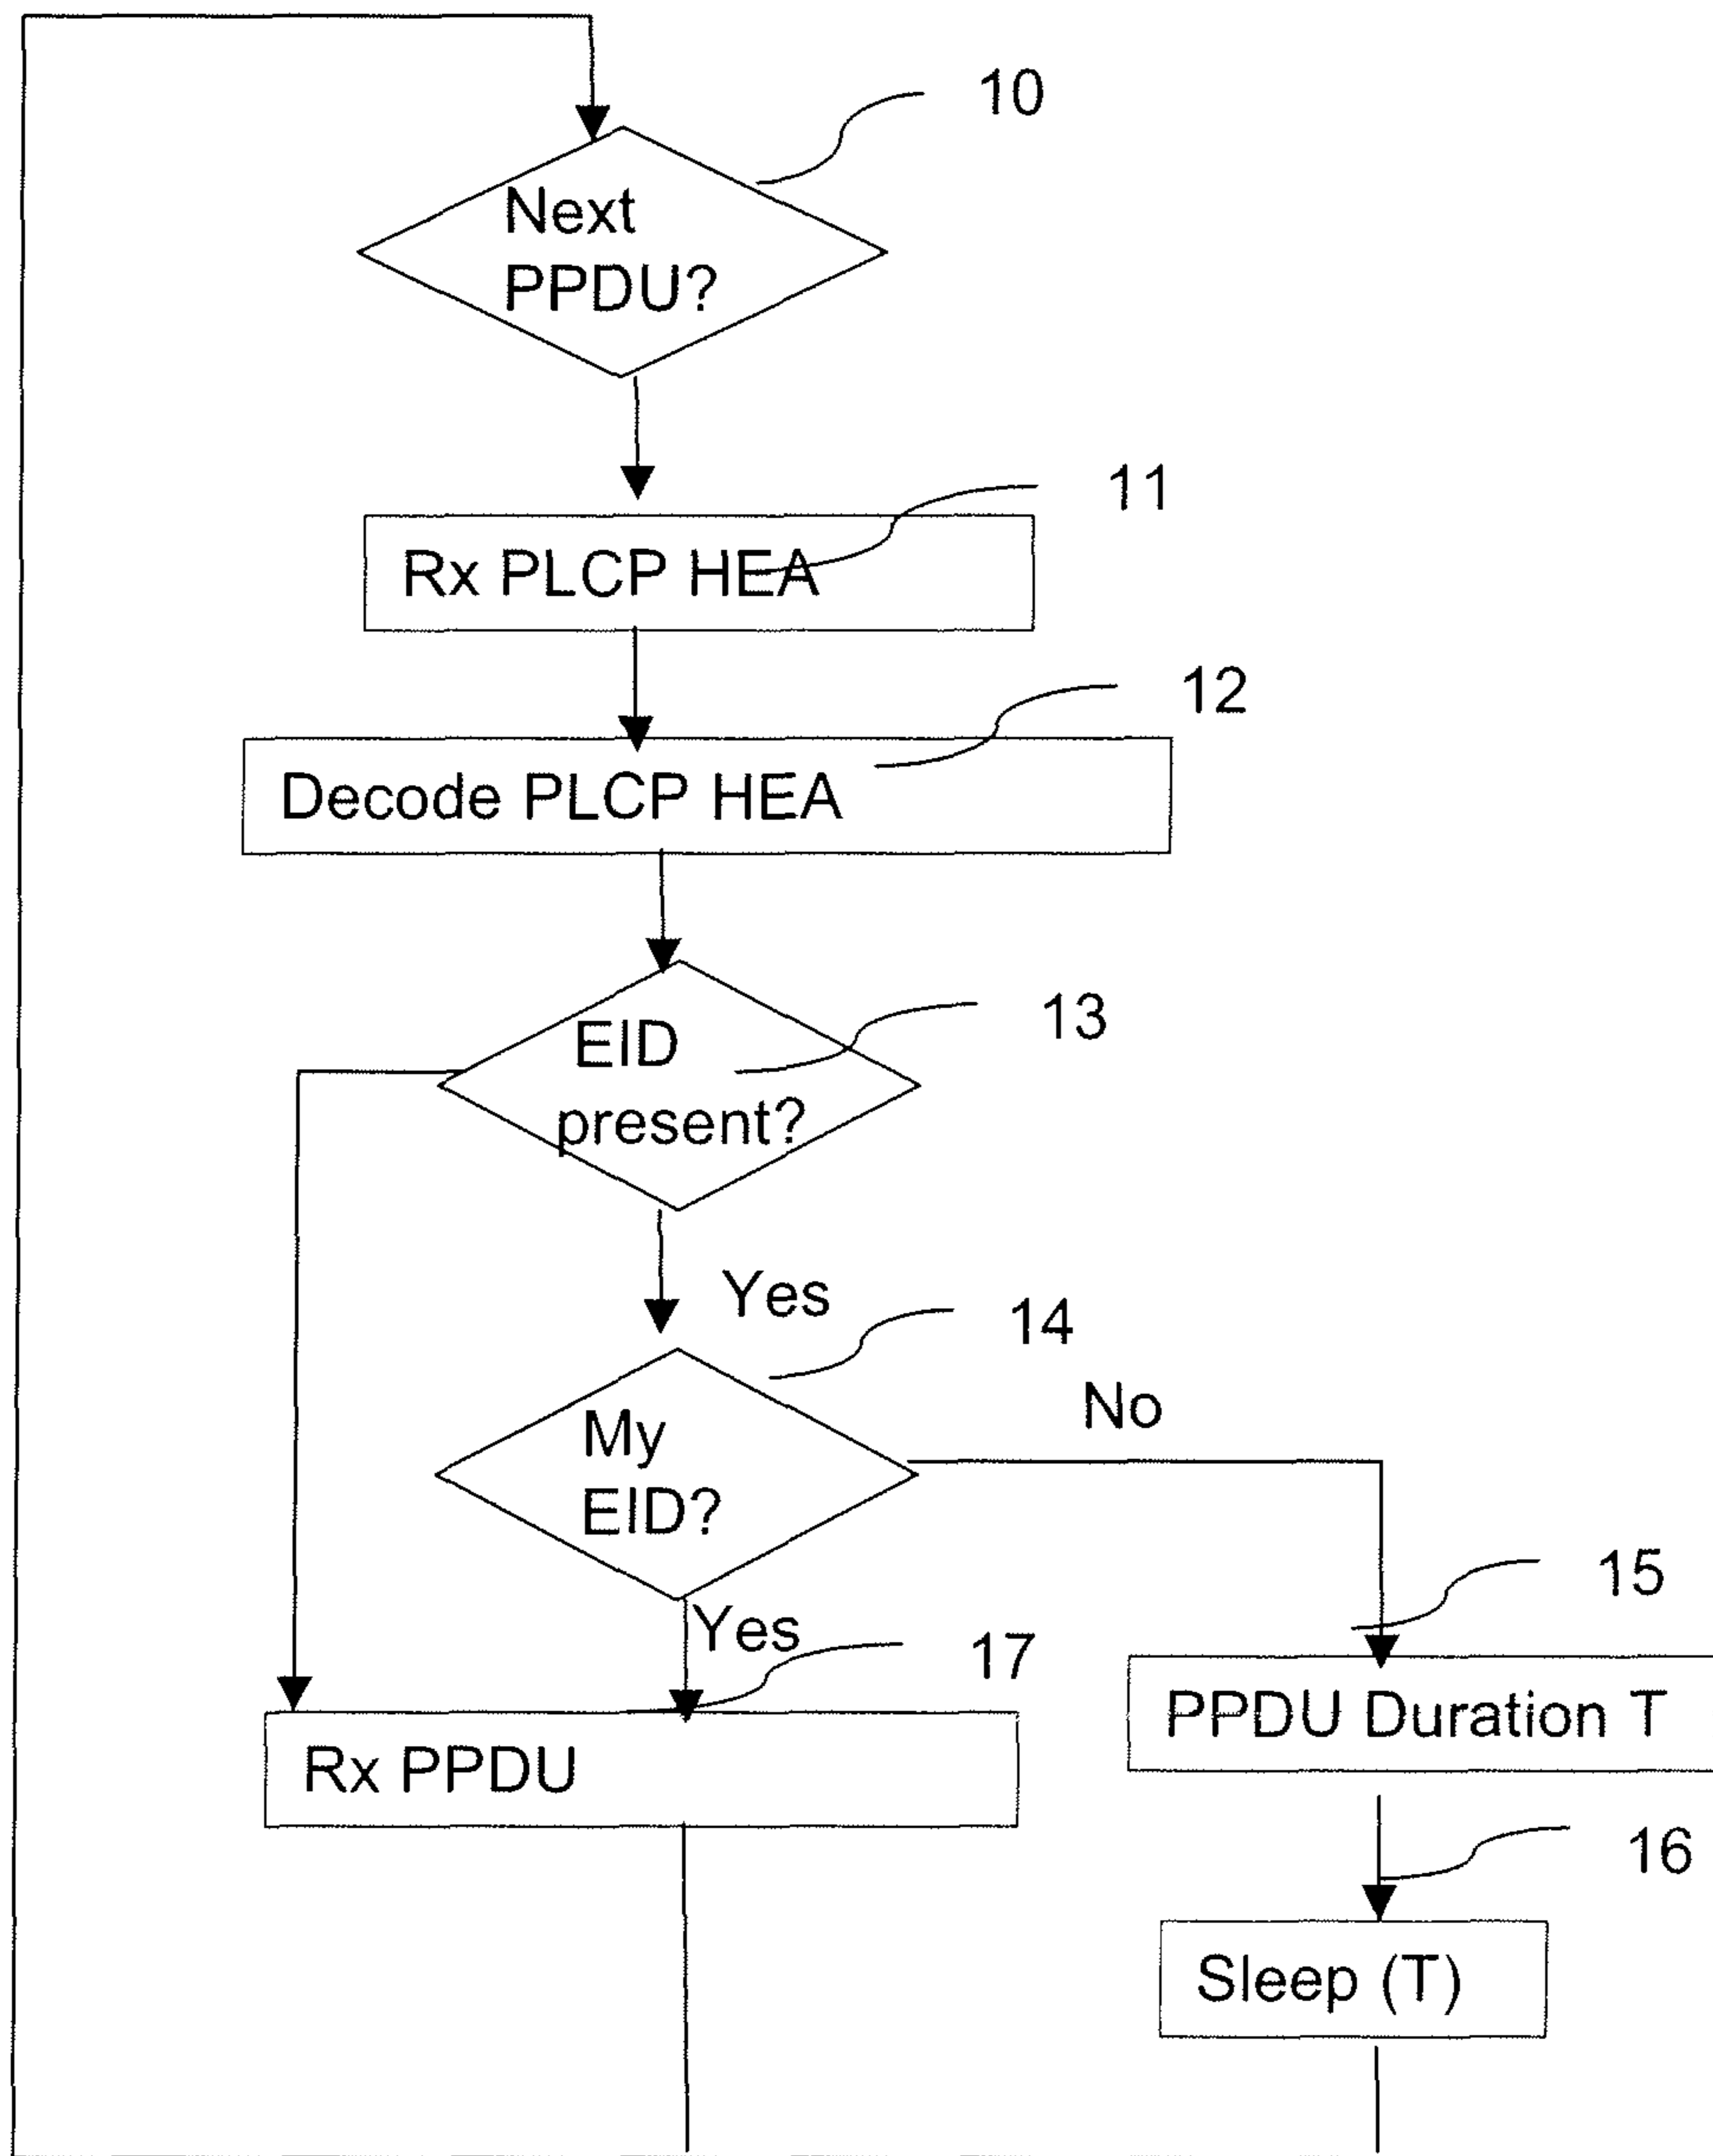 10
Next
PPDU?
11
Rx PLCP HEA
12
Decode PLCP HEA
13
EID
present?
Yes
14
My
EID?
No
15
Yes
17
PPDU Duration T
Rx PPDU
16
Sleep (T)